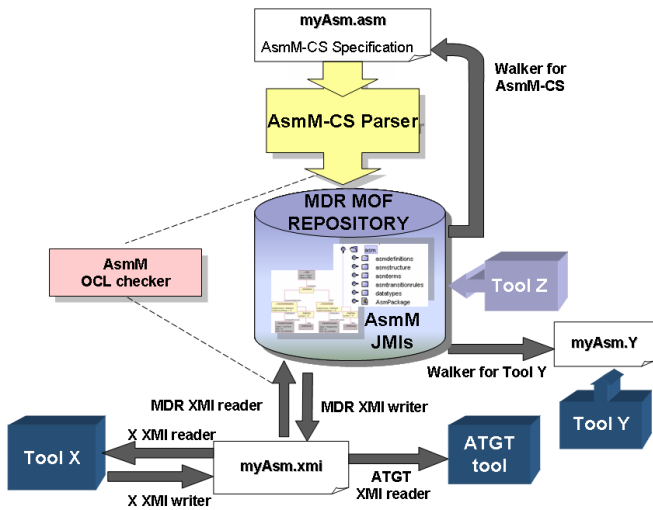 myAsm.asm
AsmM-CS Specification
Walker for
AsmM-CS
AsmM-CS Parser
MDR MOF
REPOSITORY
asm
asmdefinitions
asmstructure
asmterms
asmtransitionrules
datatypes
AsmPackage
AsmM
OCL checker
Tool Z
AsmM
JMIs
myAsm.Y
Walker for Tool Y
MDR XMI reader
MDR XMI writer
Tool Y
X XMI reader
Tool X
myAsm.xmi
ATGT
tool
ATGT
XMI reader
X XMI writer